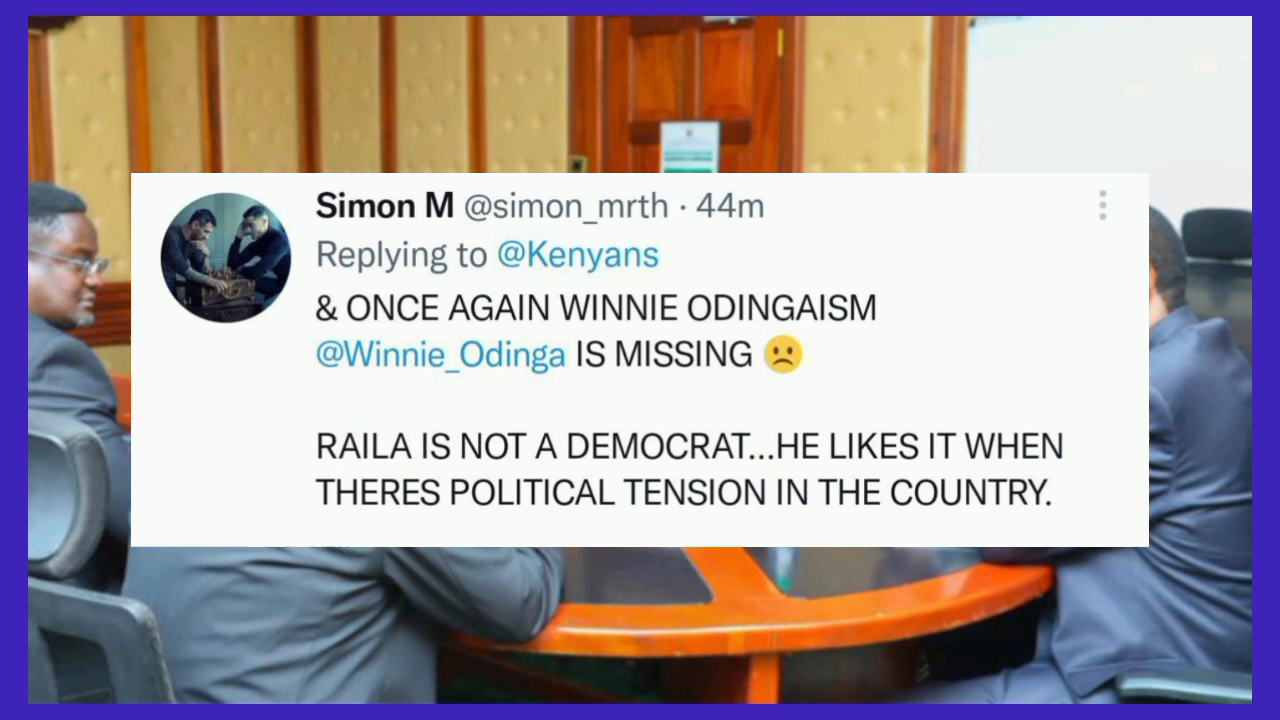 Simon M @simon_mrth · 44m
Replying to @Kenyans
& ONCE AGAIN WINNIE ODINGAISM
@Winnie_Odinga IS MISSING ☹️
RAILA IS NOT A DEMOCRAT...HE LIKES IT WHEN
THERES POLITICAL TENSION IN THE COUNTRY.